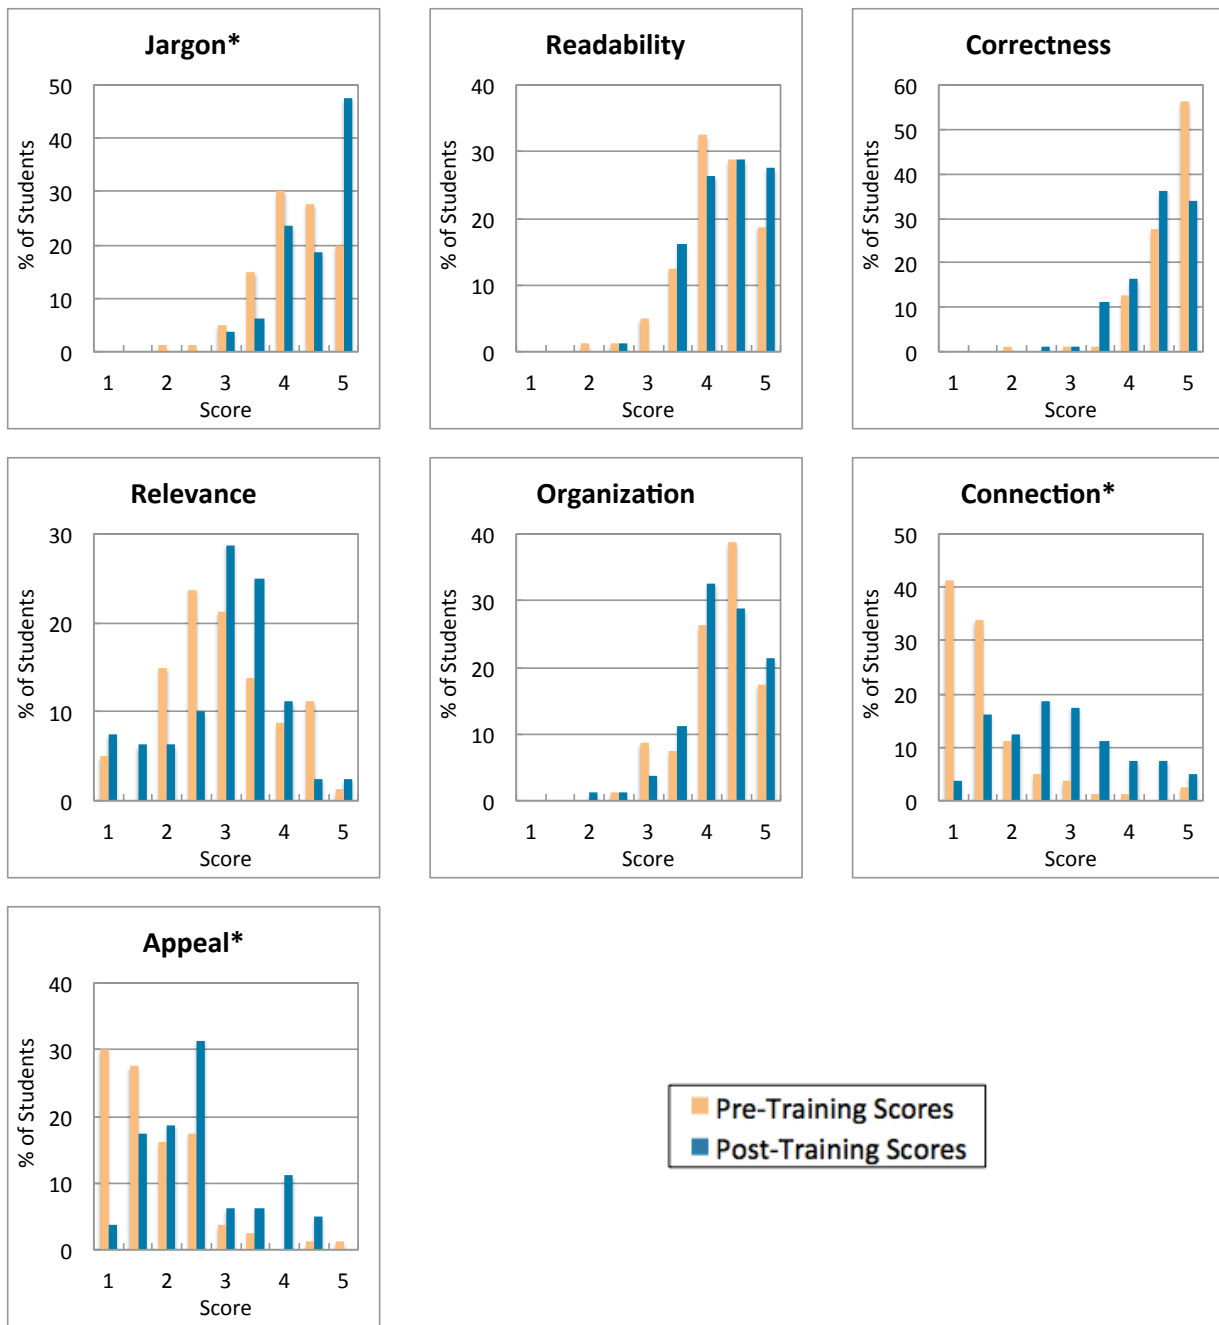 Jargon*
% of Students
50
40
30
20
10
0
1 2 3 4 5
Score
Readability
% of Students
40
30
20
10
0
1 2 3 4 5
Score
Correctness
% of Students
60
50
40
30
20
10
0
1 2 3 4 5
Score
Relevance
% of Students
30
20
10
0
1 2 3 4 5
Score
Organization
% of Students
40
30
20
10
0
1 2 3 4 5
Score
Connection*
% of Students
50
40
30
20
10
0
1 2 3 4 5
Score
Appeal*
% of Students
40
30
20
10
0
1 2 3 4 5
Score
Pre-Training Scores
Post-Training Scores